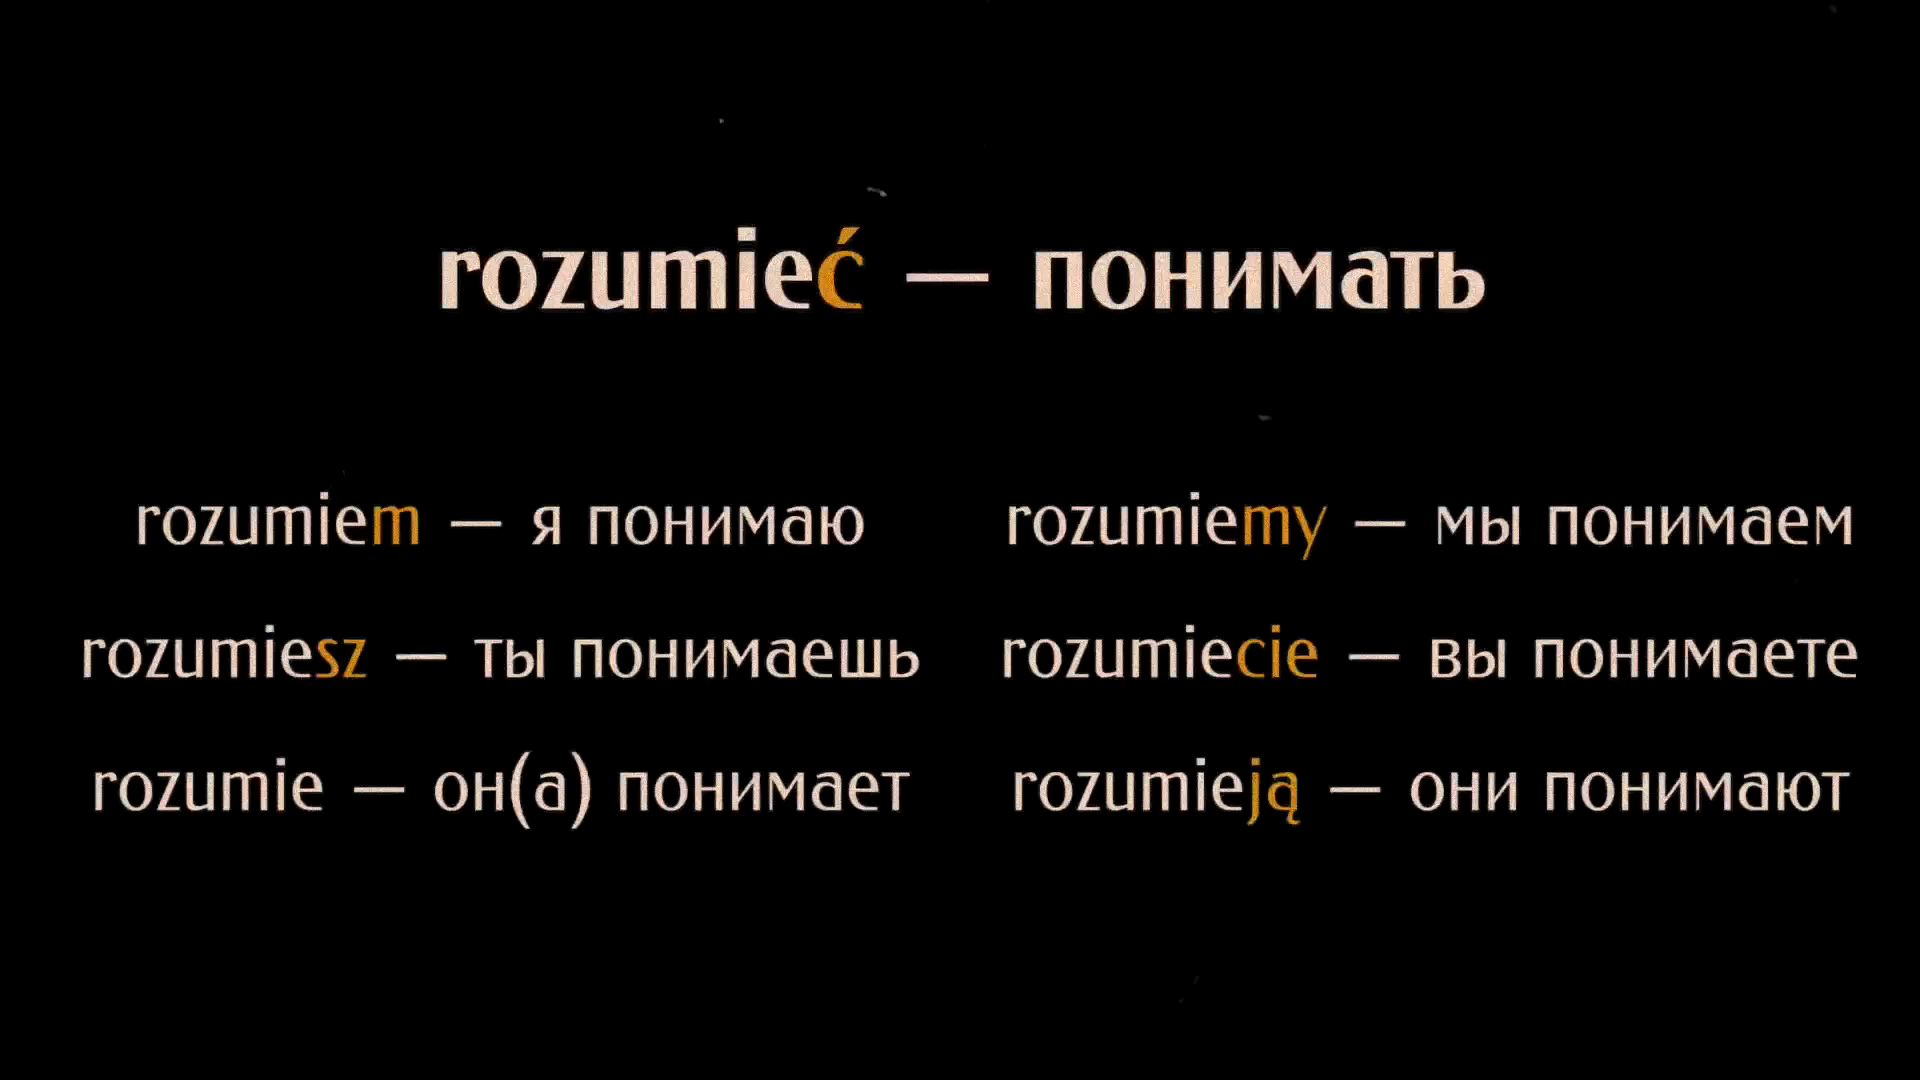 rozumieć — понимать
rozumiem — я понимаю
rozumiesz — ты понимаешь
rozumie — он(а) понимает
rozumiemy — мы понимаем
rozumiecie — вы понимаете
rozumieją — они понимают